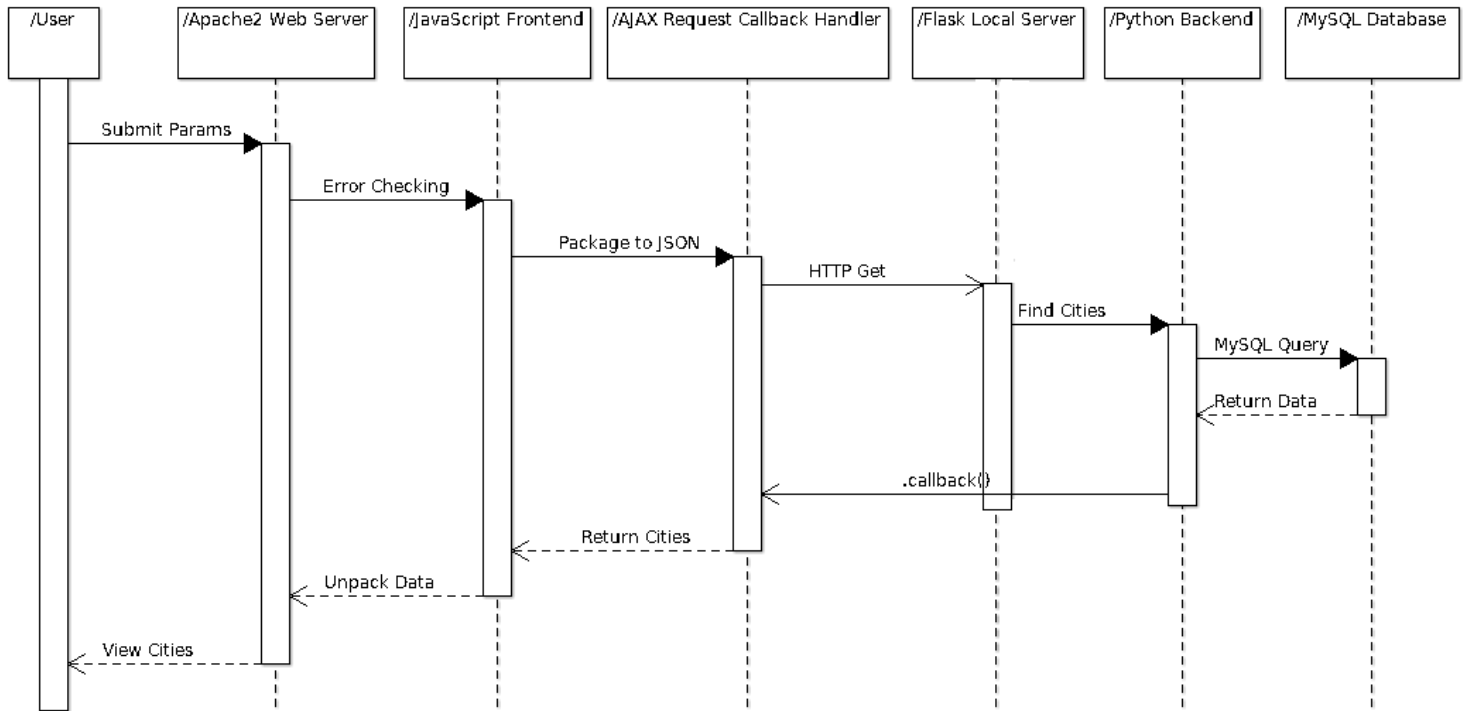 /User
/Apache2 Web Server
/JavaScript Frontend
/AJAX Request Callback Handler
/Flask Local Server
/Python Backend
/MySQL Database
Submit Params
Error Checking
Package to JSON
HTTP Get
Find Cities
MySQL Query
Return Data
.callback()
Return Cities
Unpack Data
View Cities